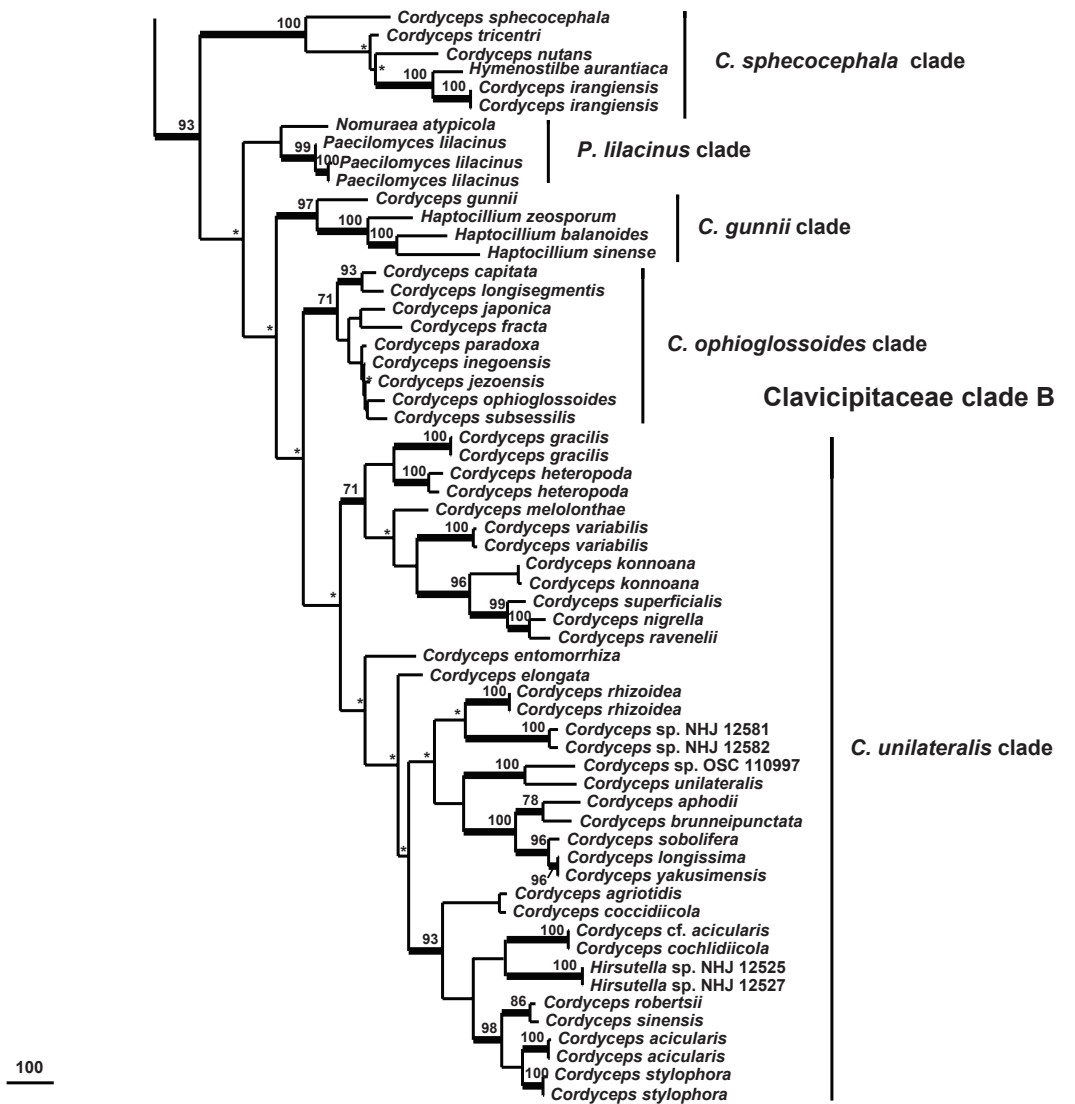 100
Cordyceps sphecocephala
Cordyceps tricentri
*
Cordyceps nutans
*
Hymenostilbe aurantiaca
100
100
Cordyceps irangiensis
Cordyceps irangiensis
C. sphecocephala clade
93
Nomuraea atypicola
99
Paecilomyces lilacinus
100
Paecilomyces lilacinus
Paecilomyces lilacinus
P. lilacinus clade
*
97
Cordyceps gunnii
100
Haptocillium zeosporum
100
Haptocillium balanoides
Haptocillium sinense
C. gunnii clade
*
93
Cordyceps capitata
71
Cordyceps longisegmentis
Cordyceps japonica
Cordyceps fracta
Cordyceps paradoxa
Cordyceps inegoensis
*
Cordyceps jezoensis
Cordyceps ophioglossoides
Cordyceps subsessilis
C. ophioglossoides clade
Clavicipitaceae clade B
*
100
Cordyceps gracilis
Cordyceps gracilis
100
Cordyceps heteropoda
Cordyceps heteropoda
71
Cordyceps melolonthae
*
100
Cordyceps variabilis
Cordyceps variabilis
Cordyceps konnoana
96
Cordyceps konnoana
99
Cordyceps superficialis
100
Cordyceps nigrella
Cordyceps ravenelii
*
Cordyceps entomorrhiza
Cordyceps elongata
*
100
Cordyceps rhizoidea
Cordyceps rhizoidea
*
100
Cordyceps sp. NHJ 12581
Cordyceps sp. NHJ 12582
*
*
100
Cordyceps sp. OSC 110997
Cordyceps unilateralis
78
Cordyceps aphodii
100
Cordyceps brunneipunctata
96
Cordyceps sobolifera
Cordyceps longissima
96
Cordyceps yakusimensis
*
Cordyceps agriotidis
Cordyceps coccidiicola
93
100
Cordyceps cf. acicularis
Cordyceps cochlidiicola
100
Hirsutella sp. NHJ 12525
Hirsutella sp. NHJ 12527
86
Cordyceps robertsii
Cordyceps sinensis
98
100
Cordyceps acicularis
Cordyceps acicularis
100
Cordyceps stylophora
Cordyceps stylophora
C. unilateralis clade
100